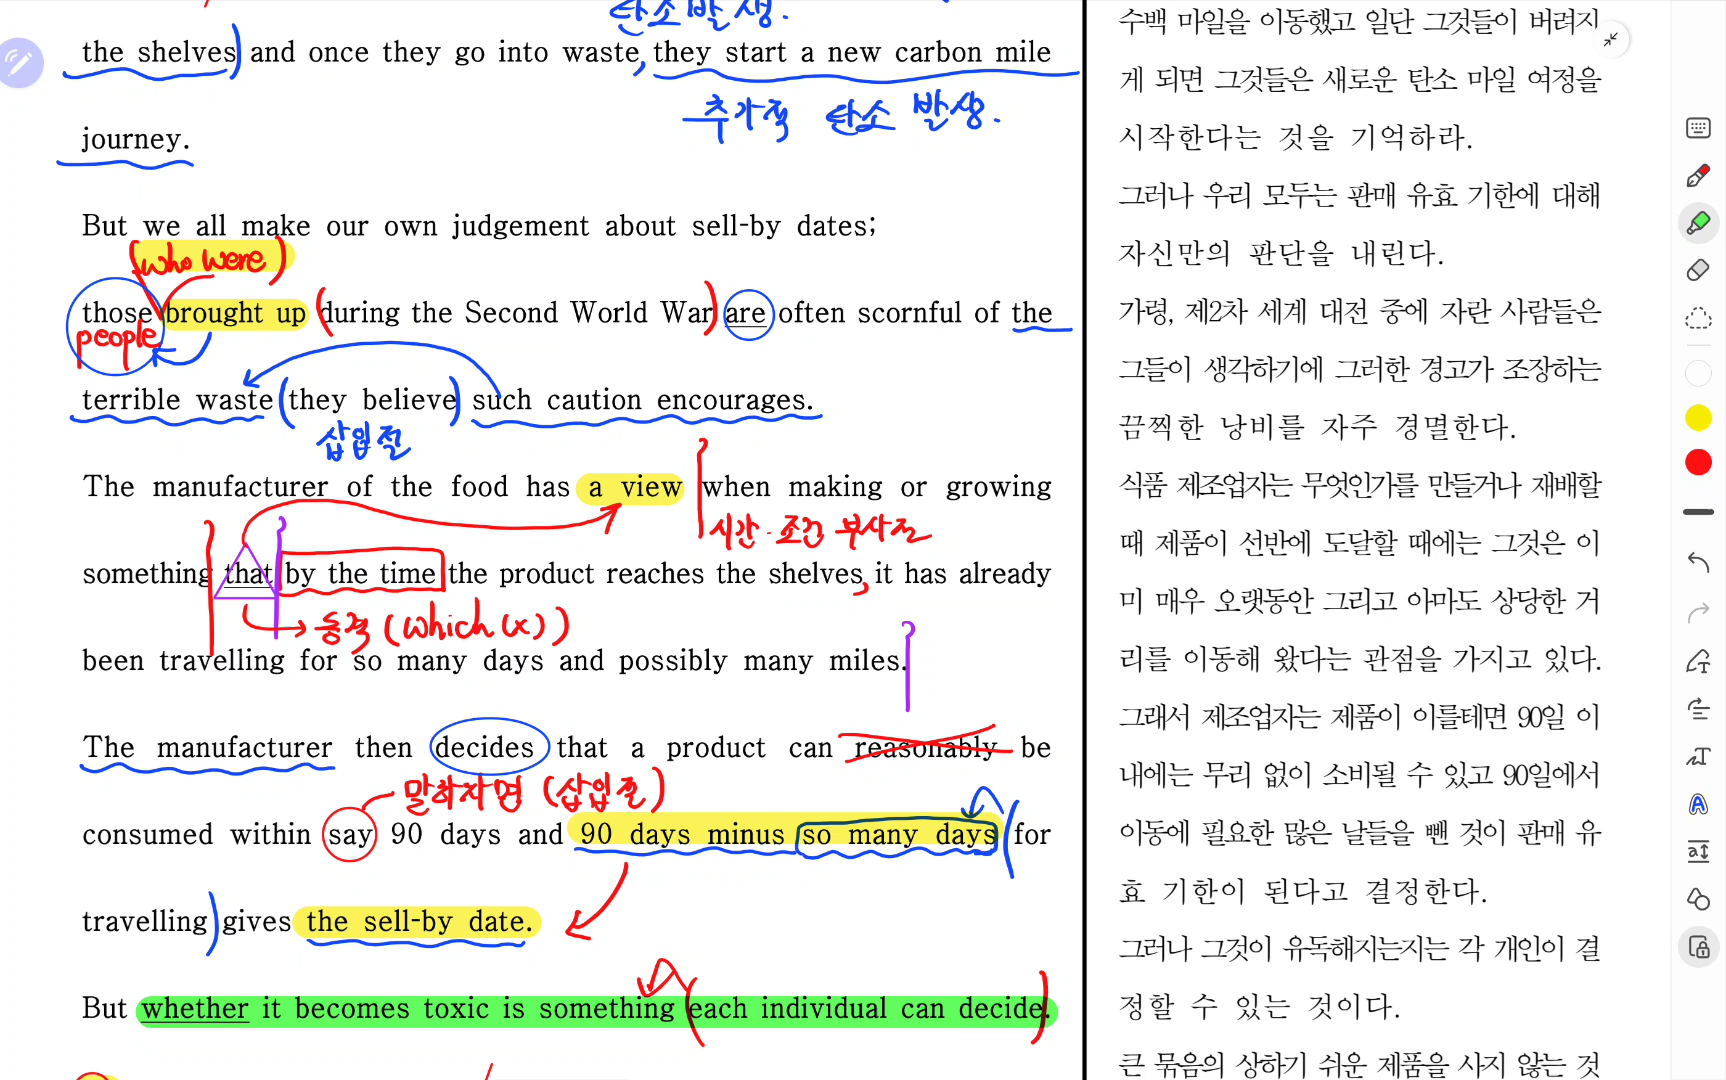 탄소발생.
the shelves) and once they go into waste, they start a new carbon mile
추가적 탄소 발생.
journey.
But we all make our own judgement about sell-by dates;
(who were)
those brought up (during the Second World War) are often scornful of the
people
terrible waste (they believe) such caution encourages.
삽입절
The manufacturer of the food has a view when making or growing
시간·조건 부사절
something that by the time the product reaches the shelves, it has already
동격 (which (x))
been travelling for so many days and possibly many miles.
The manufacturer then decides that a product can reasonably be
말하자면 (삽입절)
consumed within say 90 days and 90 days minus so many days (for
travelling) gives the sell-by date.
But whether it becomes toxic is something (each individual can decide.)
수백 마일을 이동했고 일단 그것들이 버려지
게 되면 그것들은 새로운 탄소 마일 여정을
시작한다는 것을 기억하라.
그러나 우리 모두는 판매 유효 기한에 대해
자신만의 판단을 내린다.
가령, 제2차 세계 대전 중에 자란 사람들은
그들이 생각하기에 그러한 경고가 조장하는
끔찍한 낭비를 자주 경멸한다.
식품 제조업자는 무엇인가를 만들거나 재배할
때 제품이 선반에 도달할 때에는 그것은 이
미 매우 오랫동안 그리고 아마도 상당한 거
리를 이동해 왔다는 관점을 가지고 있다.
그래서 제조업자는 제품이 이를테면 90일 이
내에는 무리 없이 소비될 수 있고 90일에서
이동에 필요한 많은 날들을 뺀 것이 판매 유
효 기한이 된다고 결정한다.
그러나 그것이 유독해지는지는 각 개인이 결
정할 수 있는 것이다.
큰 묶음의 상하기 쉬운 제품을 사지 않는 것